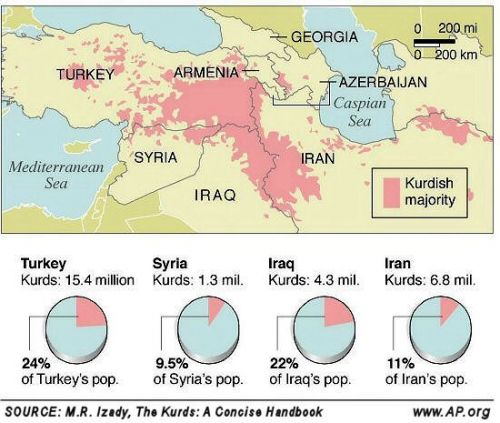 GEORGIA
0 200 mi
0 200 km
TURKEY
ARMENIA
AZERBAIJAN
Caspian
Sea
Mediterranean
Sea
SYRIA
IRAN
IRAQ
Kurdish
majority
Turkey
Kurds: 15.4 million
24%
of Turkey's pop.
Syria
Kurds: 1.3 mil.
9.5%
of Syria's pop.
Iraq
Kurds: 4.3 mil.
22%
of Iraq's pop.
Iran
Kurds: 6.8 mil.
11%
of Iran's pop.
SOURCE: M.R. Izady, The Kurds: A Concise Handbook
www.AP.org